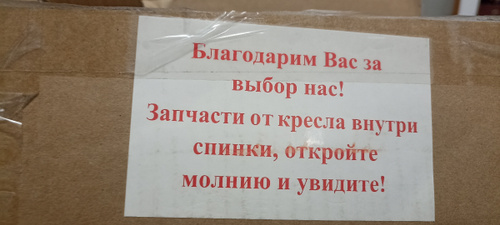 Благодарим Вас за
выбор нас!
Запчасти от кресла внутри
спинки, откройте
молнию и увидите!